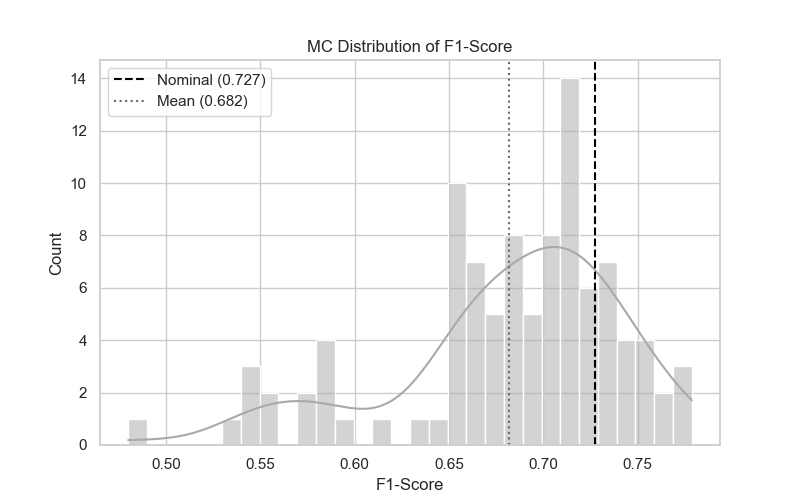 MC Distribution of F1-Score
Nominal (0.727)
Mean (0.682)
Count
14
12
10
8
6
4
2
0
0.50 0.55 0.60 0.65 0.70 0.75
F1-Score